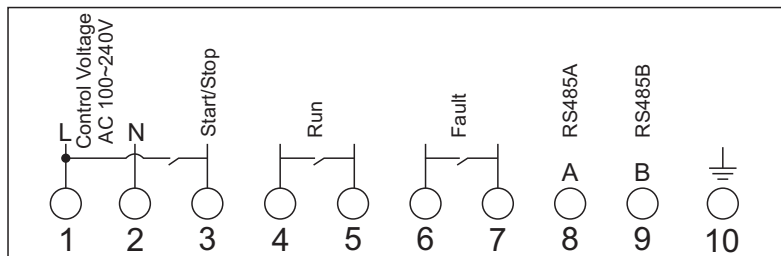 Control Voltage
AC 100~240V
Start/Stop
Run
Fault
RS485A
RS485B
L N A B
1 2 3 4 5 6 7 8 9 10